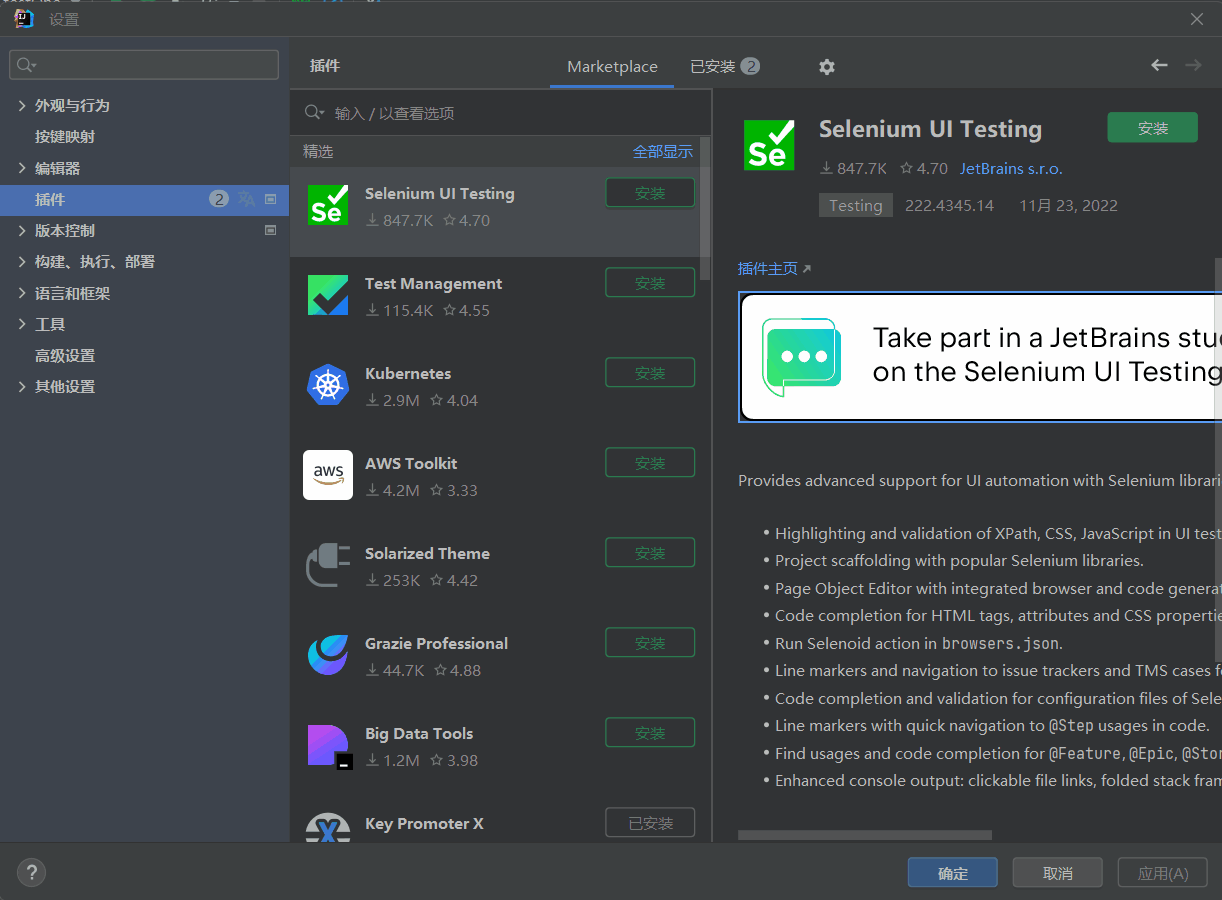 设置
插件
Marketplace
已安装 2
外观与行为
按键映射
编辑器
插件 2
版本控制
构建、执行、部署
语言和框架
工具
高级设置
其他设置
输入 / 以查看选项
精选 全部显示
Selenium UI Testing
847.7K 4.70
安装
Test Management
115.4K 4.55
安装
Kubernetes
2.9M 4.04
安装
aws
AWS Toolkit
4.2M 3.33
安装
Solarized Theme
253K 4.42
安装
Grazie Professional
44.7K 4.88
安装
Big Data Tools
1.2M 3.98
安装
Key Promoter X
已安装
Se
Selenium UI Testing
安装
847.7K 4.70 JetBrains s.r.o.
Testing 222.4345.14 11月 23, 2022
插件主页
Take part in a JetBrains stu
on the Selenium UI Testing
Provides advanced support for UI automation with Selenium librari
• Highlighting and validation of XPath, CSS, JavaScript in UI test
• Project scaffolding with popular Selenium libraries.
• Page Object Editor with integrated browser and code generat
• Code completion for HTML tags, attributes and CSS propertie
• Run Selenoid action in browsers.json.
• Line markers and navigation to issue trackers and TMS cases f
• Code completion and validation for configuration files of Sele
• Line markers with quick navigation to @Step usages in code.
• Find usages and code completion for @Feature, @Epic, @Stor
• Enhanced console output: clickable file links, folded stack fram
?
确定
取消
应用(A)